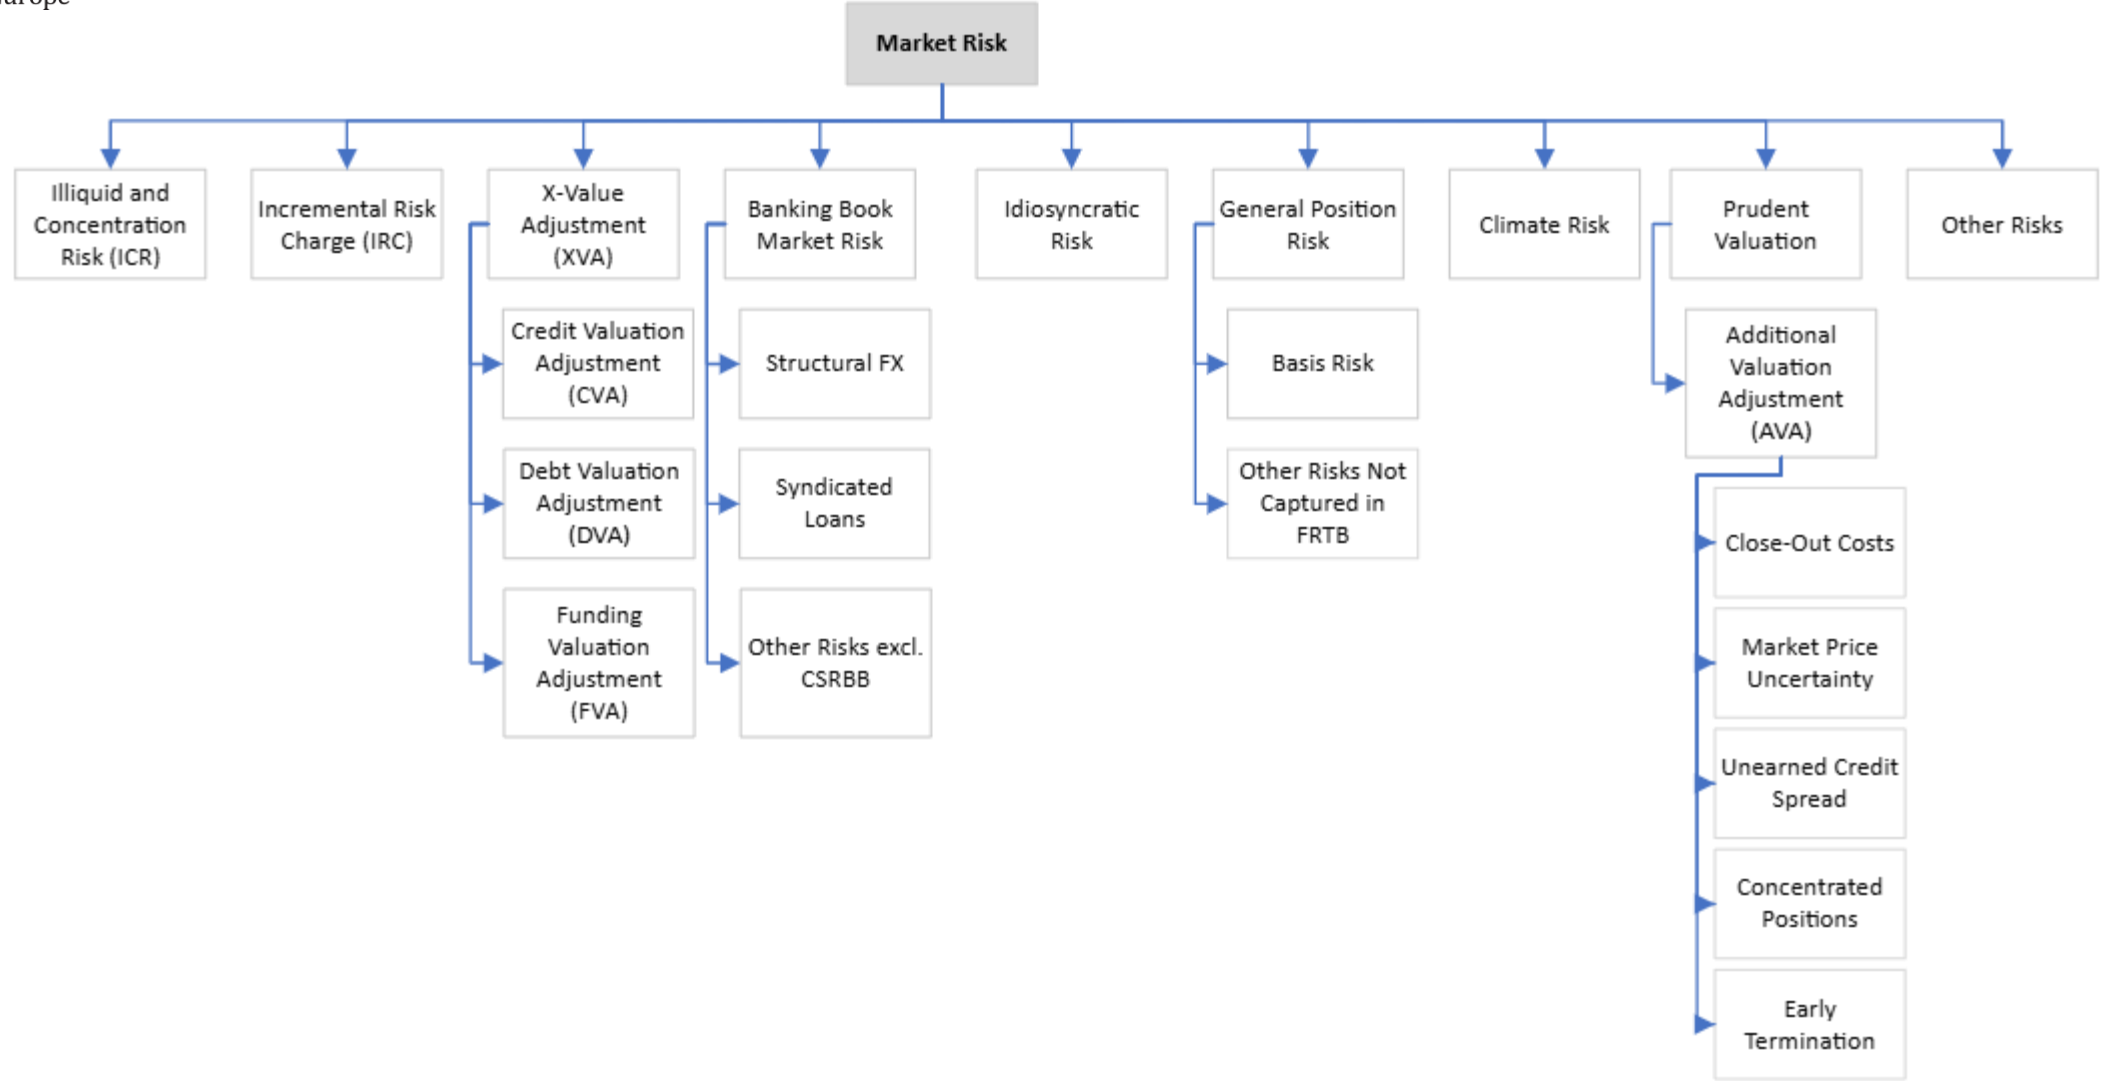 Market Risk
Illiquid and
Concentration
Risk (ICR)
Incremental Risk
Charge (IRC)
X-Value
Adjustment
(XVA)
Banking Book
Market Risk
Idiosyncratic
Risk
General Position
Risk
Climate Risk
Prudent
Valuation
Other Risks
Credit Valuation
Adjustment
(CVA)
Debt Valuation
Adjustment
(DVA)
Funding
Valuation
Adjustment
(FVA)
Structural FX
Syndicated
Loans
Other Risks excl.
CSRBB
Basis Risk
Other Risks Not
Captured in
FRTB
Additional
Valuation
Adjustment
(AVA)
Close-Out Costs
Market Price
Uncertainty
Unearned Credit
Spread
Concentrated
Positions
Early
Termination